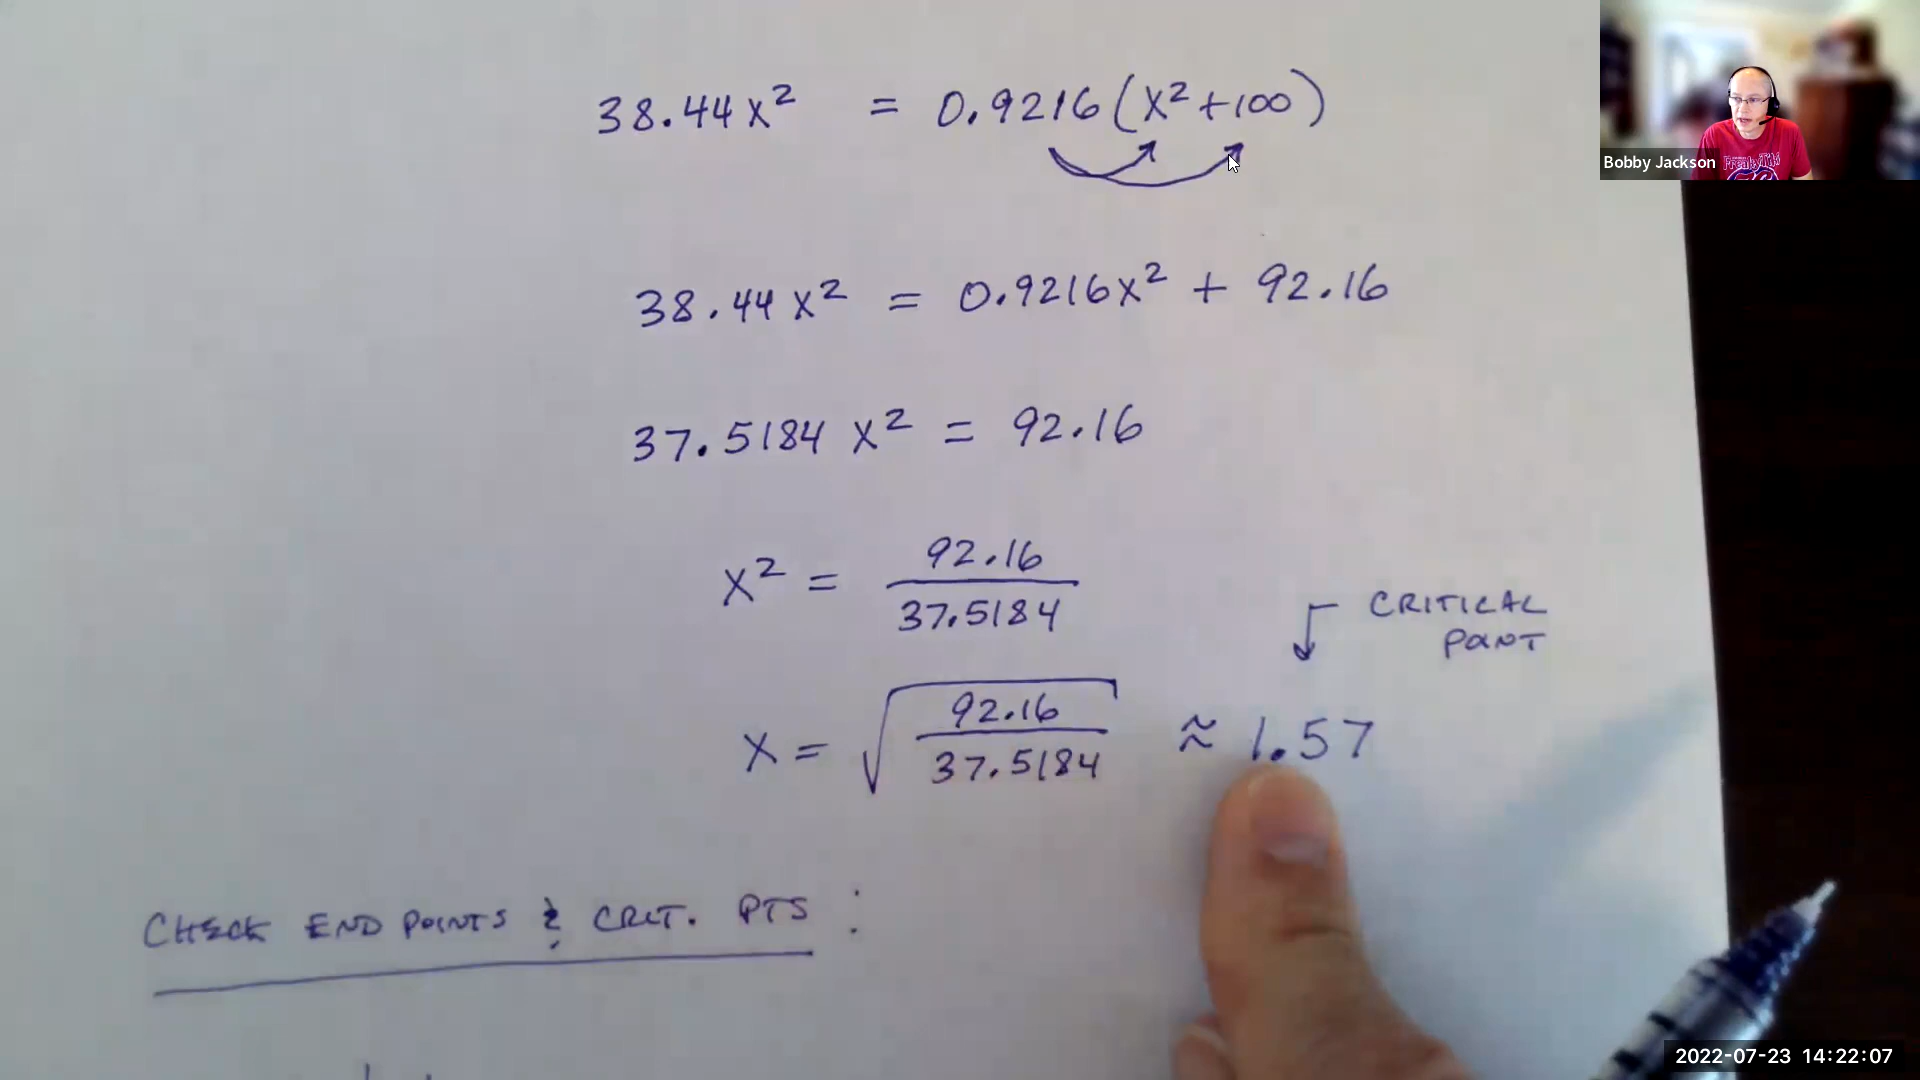 38.44x² = 0.9216(x²+100)
Bobby Jackson
38.44x² = 0.9216x² + 92.16
37.5184 x² = 92.16
x² = 92.16/37.5184
CRITICAL
POINT
x = √(92.16/37.5184) ≈ 1.57
CHECK END POINTS & CRIT. PTS :
2022-07-23 14:22:07